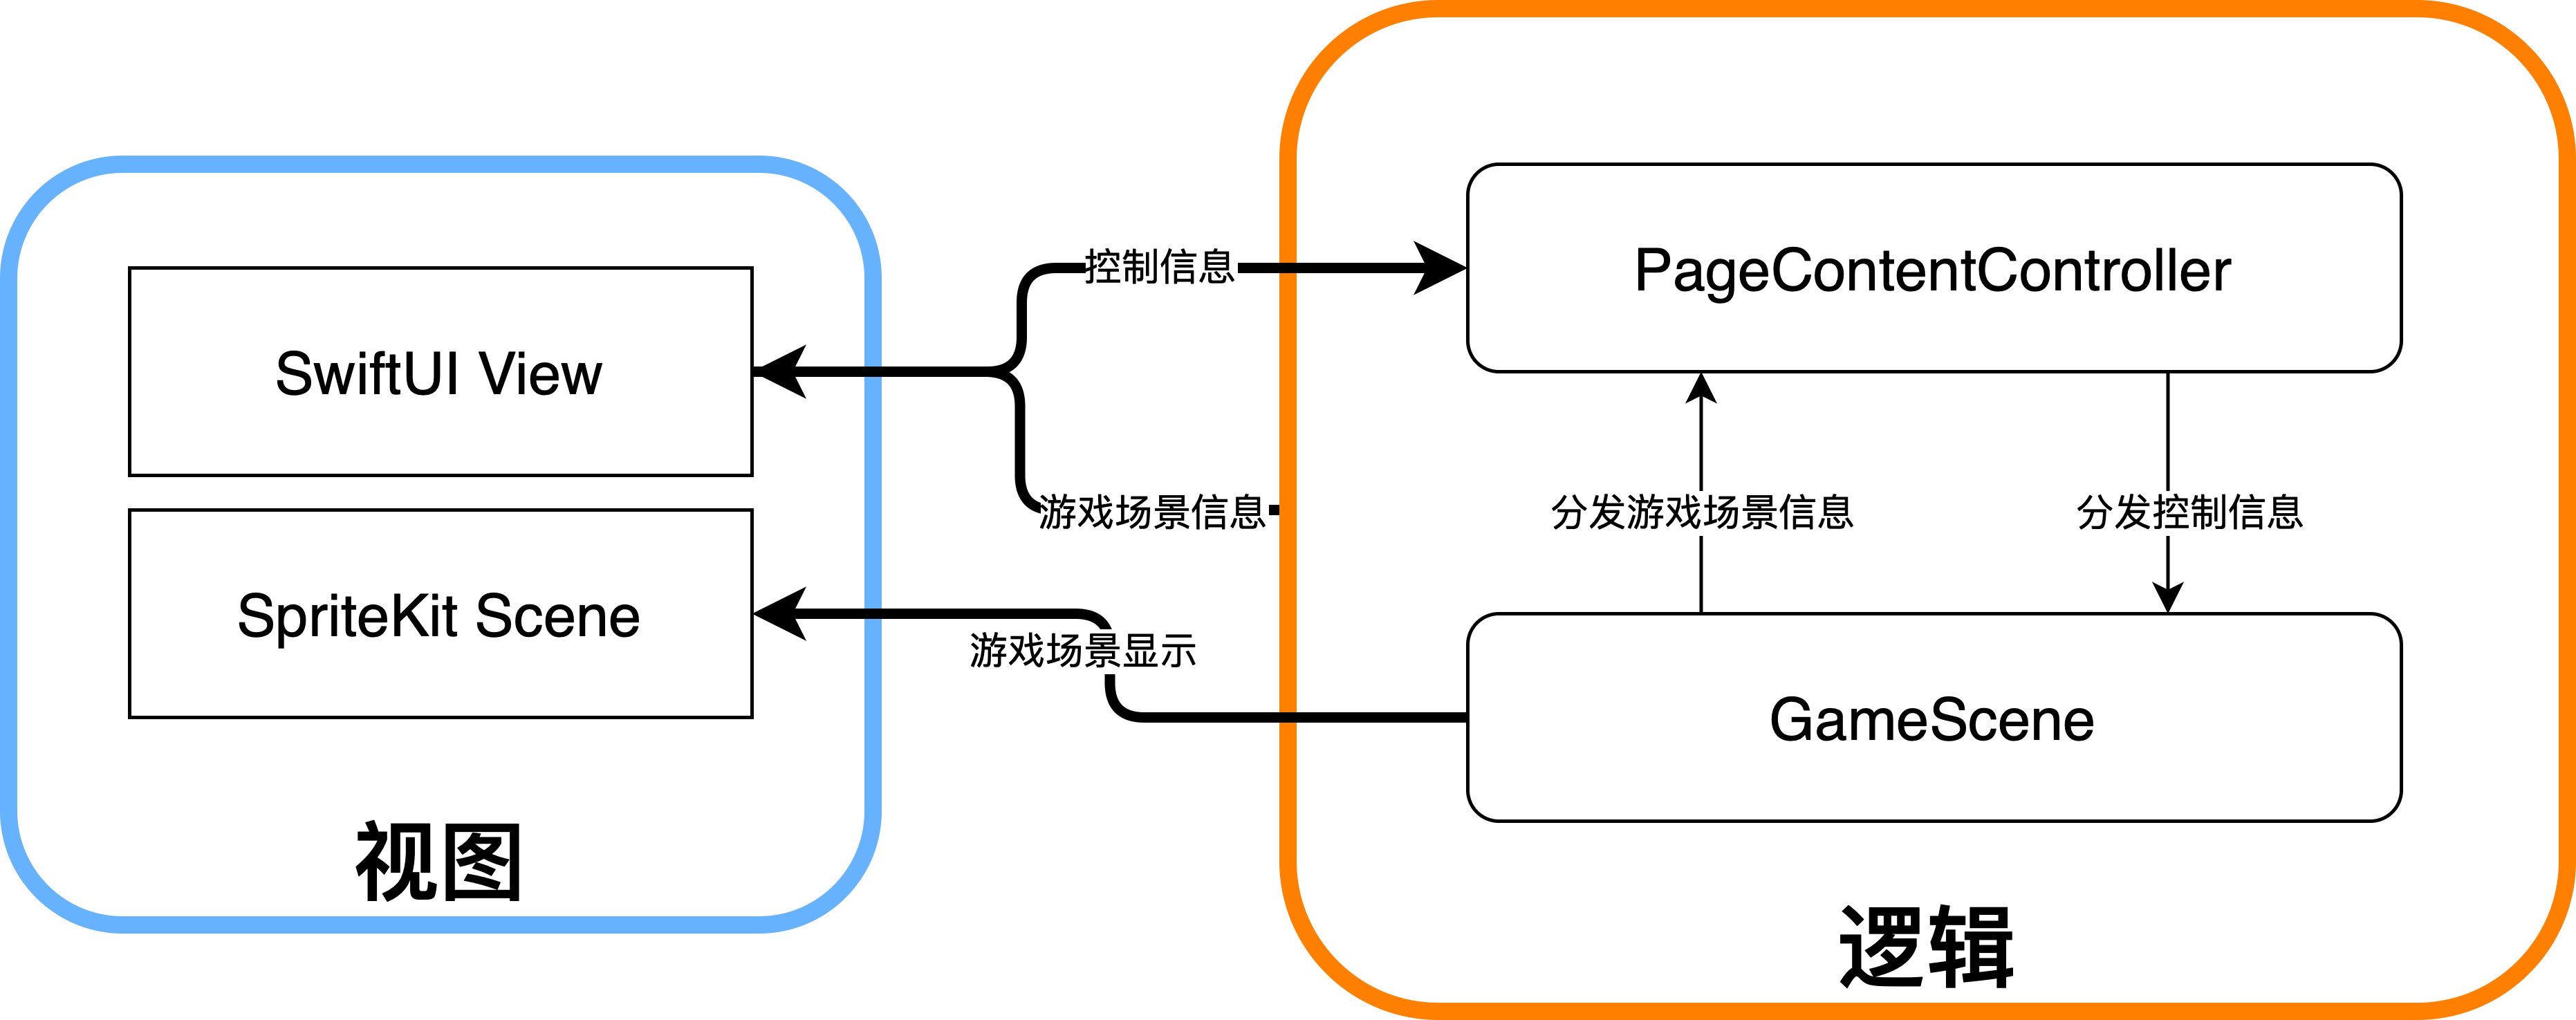 控制信息
PageContentController
SwiftUI View
游戏场景信息
分发游戏场景信息
分发控制信息
SpriteKit Scene
游戏场景显示
GameScene
视图
逻辑